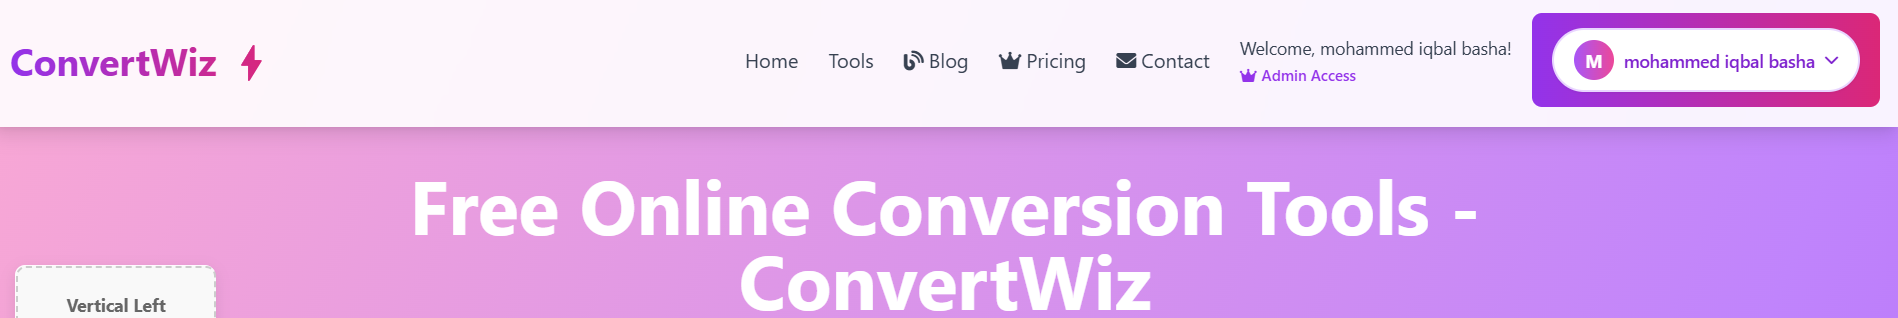 ConvertWiz
Home
Tools
Blog
Pricing
Contact
Welcome, mohammed iqbal basha!
Admin Access
M
mohammed iqbal basha
Free Online Conversion Tools -
ConvertWiz
Vertical Left